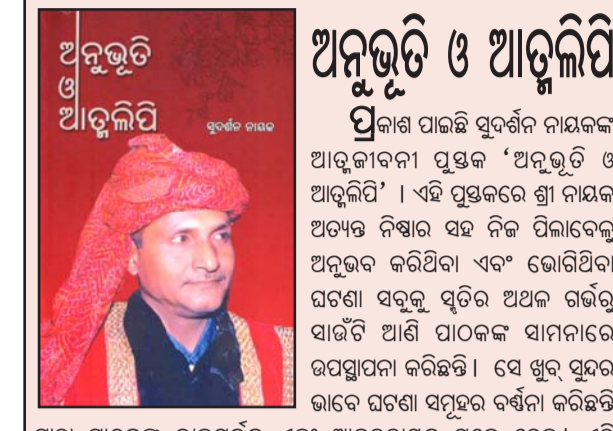 ଅନୁଭୂତି
ଓ
ଆତ୍ମଲିପି
ସୁଦର୍ଶନ ନାୟକ
ଅନୁଭୂତି ଓ ଆତ୍ମଲିପି
ପ୍ରକାଶ ପାଇଛି ସୁଦର୍ଶନ ନାୟକଙ୍କ
ଆତ୍ମଜୀବନୀ ପୁସ୍ତକ ‘ଅନୁଭୂତି ଓ
ଆତ୍ମଲିପି’ । ଏହି ପୁସ୍ତକରେ ଶ୍ରୀ ନାୟକ
ଅତ୍ୟନ୍ତ ନିଷ୍ଠାର ସହ ନିଜ ପିଲାବେଳୁ
ଅନୁଭବ କରିଥିବା ଏବଂ ଭୋଗିଥିବା
ଘଟଣା ସବୁକୁ ସ୍ମୃତିର ଅଥଳ ଗର୍ଭରୁ
ସାଉଁଟି ଆଣି ପାଠକଙ୍କ ସାମନାରେ
ଉପସ୍ଥାପନା କରିଛନ୍ତି । ସେ ଖୁବ୍ ସୁନ୍ଦର
ଭାବେ ଘଟଣା ସମୂହର ବର୍ଣ୍ଣନା କରିଛନ୍ତି